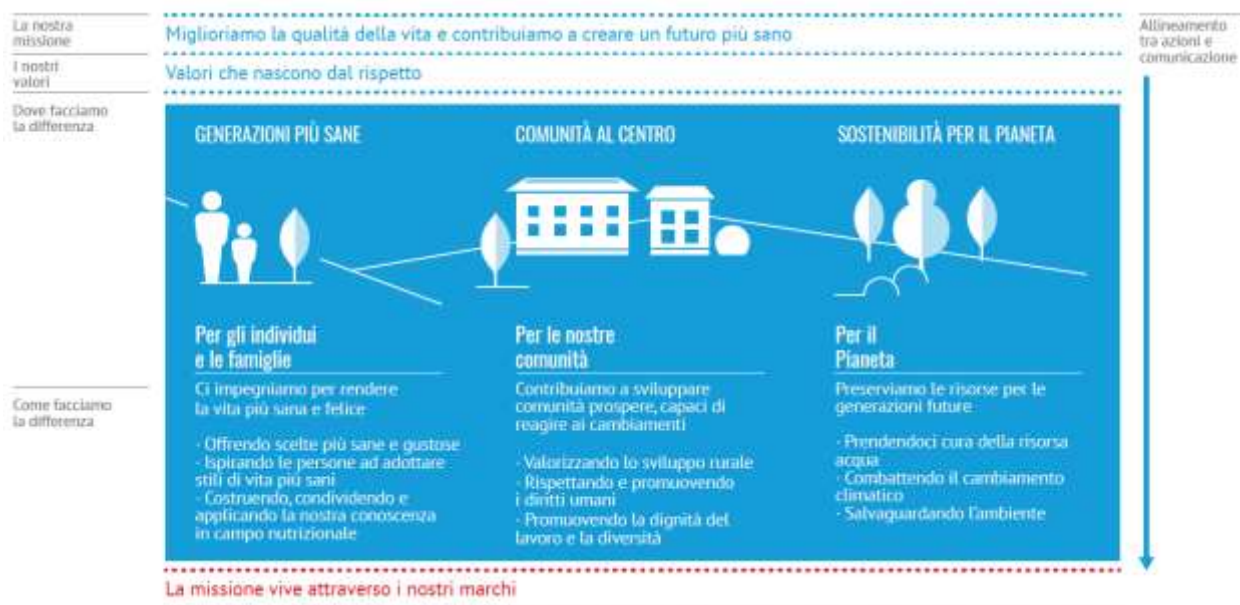 La nostra
missione
Miglioriamo la qualità della vita e contribuiamo a creare un futuro più sano
Allineamento
tra azioni e
comunicazione
I nostri
valori
Valori che nascono dal rispetto
Dove facciamo
la differenza
GENERAZIONI PIÙ SANE
COMUNITÀ AL CENTRO
SOSTENIBILITÀ PER IL PIANETA
Per gli individui
e le famiglie
Ci impegniamo per rendere
la vita più sana e felice
· Offrendo scelte più sane e gustose
· Ispirando le persone ad adottare
stili di vita più sani
· Costruendo, condividendo e
applicando la nostra conoscenza
in campo nutrizionale
Per le nostre
comunità
Contribuiamo a sviluppare
comunità prospere, capaci di
reagire ai cambiamenti
· Valorizzando lo sviluppo rurale
· Rispettando e promuovendo
i diritti umani
· Promuovendo la dignità del
lavoro e la diversità
Per il
Pianeta
Preserviamo le risorse per le
generazioni future
· Prendendoci cura della risorsa
acqua
· Combattendo il cambiamento
climatico
· Salvaguardando l'ambiente
Come facciamo
la differenza
La missione vive attraverso i nostri marchi